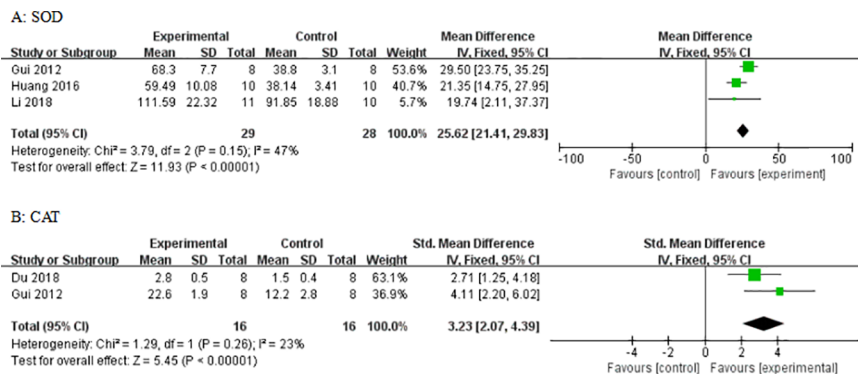 A: SOD
Experimental Control Mean Difference Mean Difference
Study or Subgroup Mean SD Total Mean SD Total Weight IV, Fixed, 95% CI IV, Fixed, 95% CI
Gui 2012 68.3 7.7 8 38.8 3.1 8 53.6% 29.50 [23.75, 35.25]
Huang 2016 59.49 10.08 10 38.14 3.41 10 40.7% 21.35 [14.75, 27.95]
Li 2018 111.59 22.32 11 91.85 18.88 10 5.7% 19.74 [2.11, 37.37]
Total (95% CI) 29 28 100.0% 25.62 [21.41, 29.83]
Heterogeneity: Chi² = 3.79, df = 2 (P = 0.15); I² = 47%
Test for overall effect: Z = 11.93 (P < 0.00001)
-100 -50 0 50 100
Favours [control] Favours [experiment]
B: CAT
Experimental Control Std. Mean Difference Std. Mean Difference
Study or Subgroup Mean SD Total Mean SD Total Weight IV, Fixed, 95% CI IV, Fixed, 95% CI
Du 2018 2.8 0.5 8 1.5 0.4 8 63.1% 2.71 [1.25, 4.18]
Gui 2012 22.6 1.9 8 12.2 2.8 8 36.9% 4.11 [2.20, 6.02]
Total (95% CI) 16 16 100.0% 3.23 [2.07, 4.39]
Heterogeneity: Chi² = 1.29, df = 1 (P = 0.26); I² = 23%
Test for overall effect: Z = 5.45 (P < 0.00001)
-4 -2 0 2 4
Favours [control] Favours [experimental]